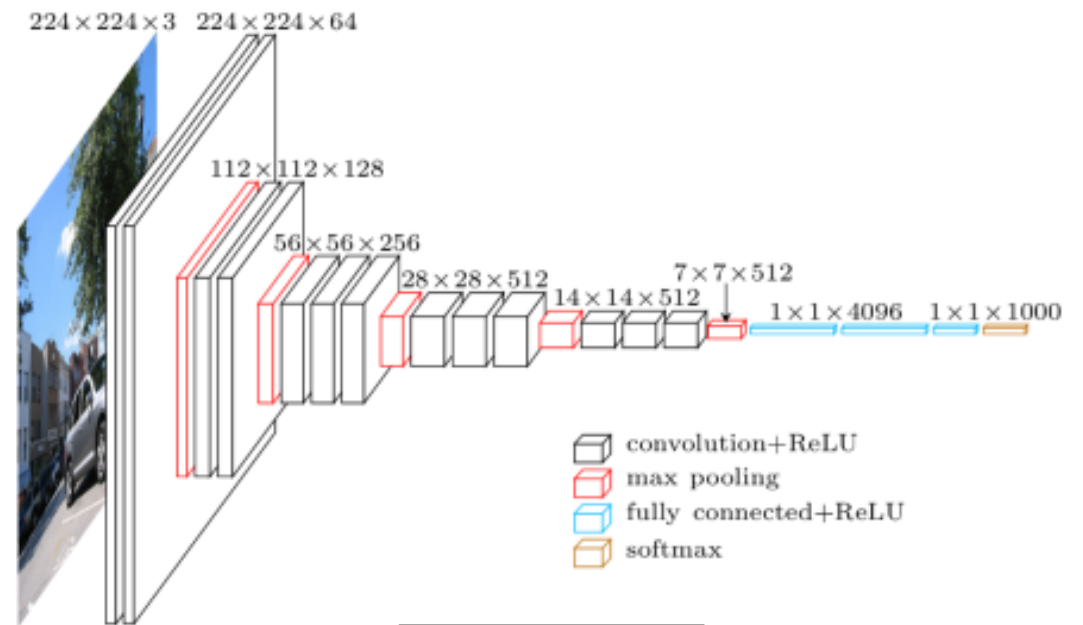 224×224×3
224×224×64
112×112×128
56×56×256
28×28×512
14×14×512
7×7×512
1×1×4096
1×1×1000
convolution+ReLU
max pooling
fully connected+ReLU
softmax